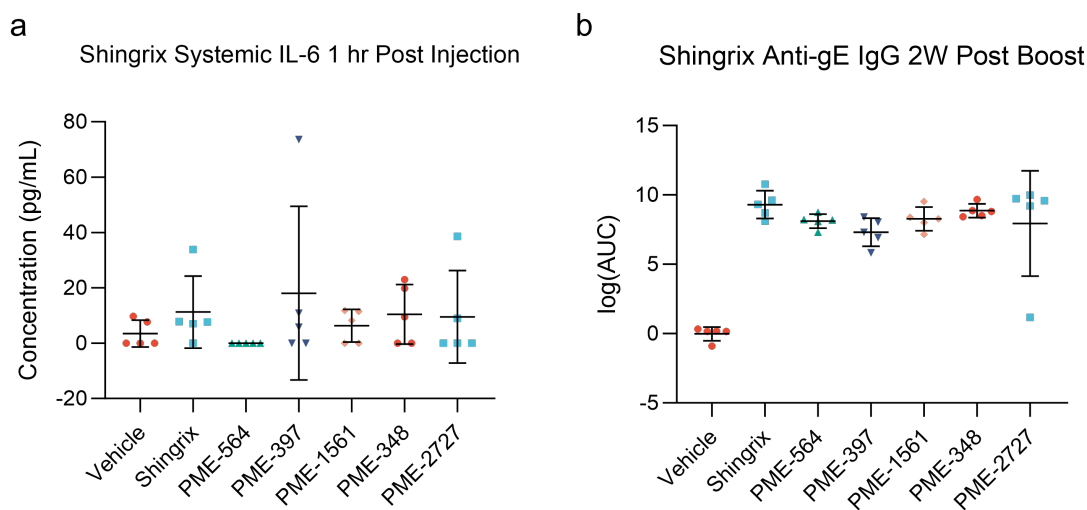 a
Shingrix Systemic IL-6 1 hr Post Injection
Concentration (pg/mL)
80
60
40
20
0
-20
Vehicle
Shingrix
PME-564
PME-397
PME-1561
PME-348
PME-2727
b
Shingrix Anti-gE IgG 2W Post Boost
log(AUC)
15
10
5
0
-5
Vehicle
Shingrix
PME-564
PME-397
PME-1561
PME-348
PME-2727